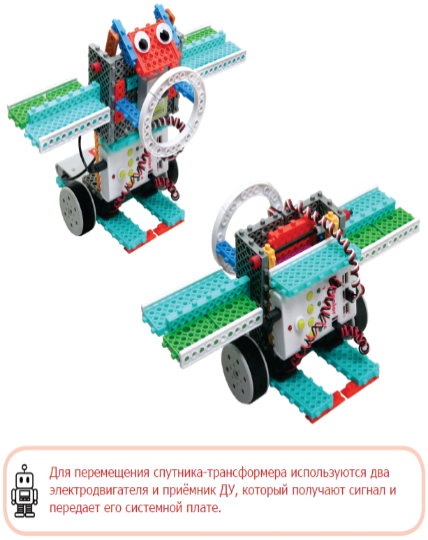 Для перемещения спутника-трансформера используются два
электродвигателя и приёмник ДУ, который получают сигнал и
передает его системной плате.